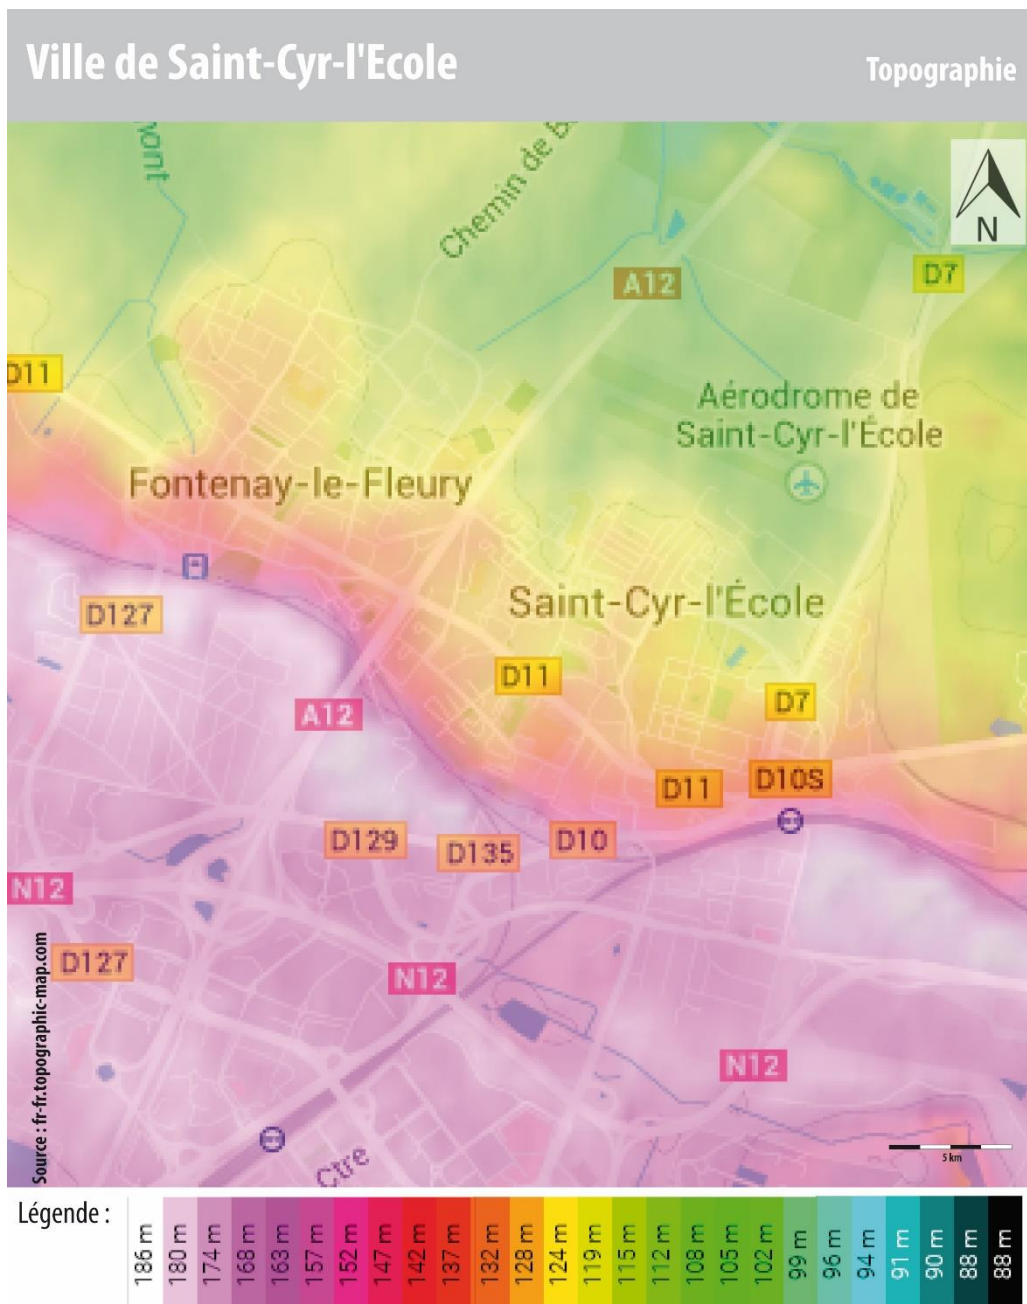 Ville de Saint-Cyr-l'Ecole
Topographie
Chemin de
N
A12
D7
D11
Aérodrome de
Saint-Cyr-l'École
Fontenay-le-Fleury
Saint-Cyr-l'École
D127
D11
D7
A12
D11
D10S
D129
D135
D10
N12
D127
N12
N12
Ctre
5 km
Source : fr-fr.topographic-map.com
Légende :
186 m
180 m
174 m
168 m
163 m
157 m
152 m
147 m
142 m
137 m
132 m
128 m
124 m
119 m
115 m
112 m
108 m
105 m
102 m
99 m
96 m
94 m
91 m
90 m
88 m
88 m